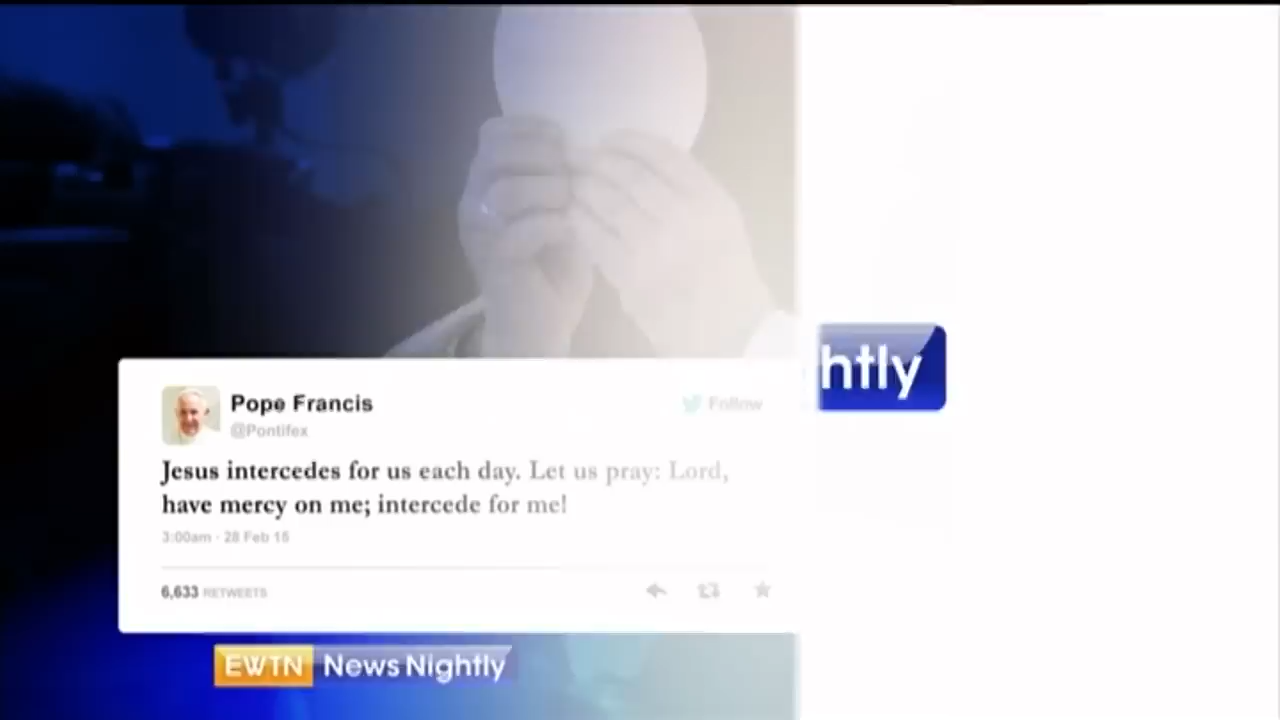 htly
Pope Francis
Follow
@Pontifex
Jesus intercedes for us each day. Let us pray: Lord,
have mercy on me; intercede for me!
3:00am · 28 Feb 15
6,633 RETWEETS
EWTN News Nightly